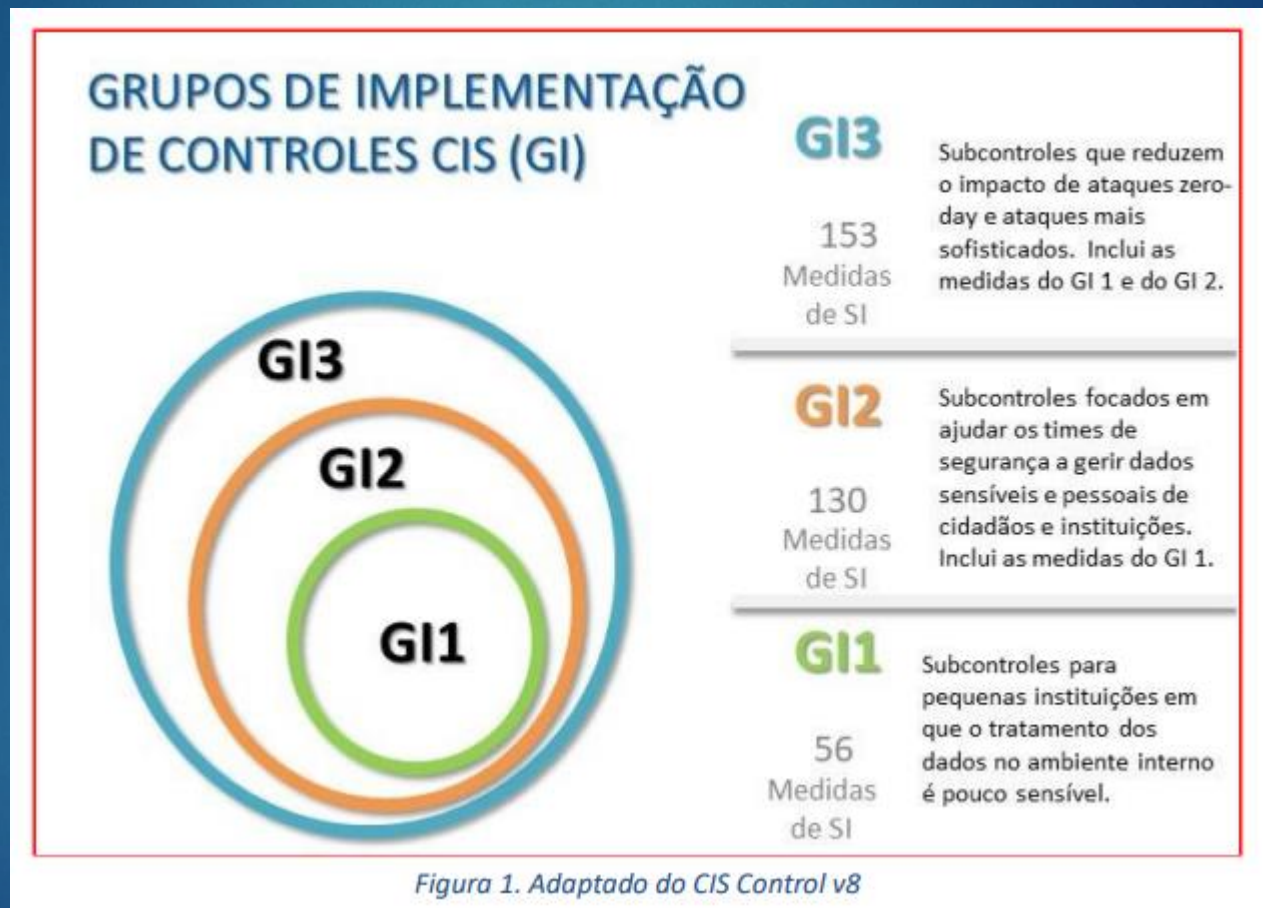 GRUPOS DE IMPLEMENTAÇÃO
DE CONTROLES CIS (GI)
GI3
GI2
GI1
GI3
153
Medidas
de SI
Subcontroles que reduzem
o impacto de ataques zero-
day e ataques mais
sofisticados. Inclui as
medidas do GI 1 e do GI 2.
GI2
130
Medidas
de SI
Subcontroles focados em
ajudar os times de
segurança a gerir dados
sensíveis e pessoais de
cidadãos e instituições.
Inclui as medidas do GI 1.
GI1
56
Medidas
de SI
Subcontroles para
pequenas instituições em
que o tratamento dos
dados no ambiente interno
é pouco sensível.
Figura 1. Adaptado do CIS Control v8